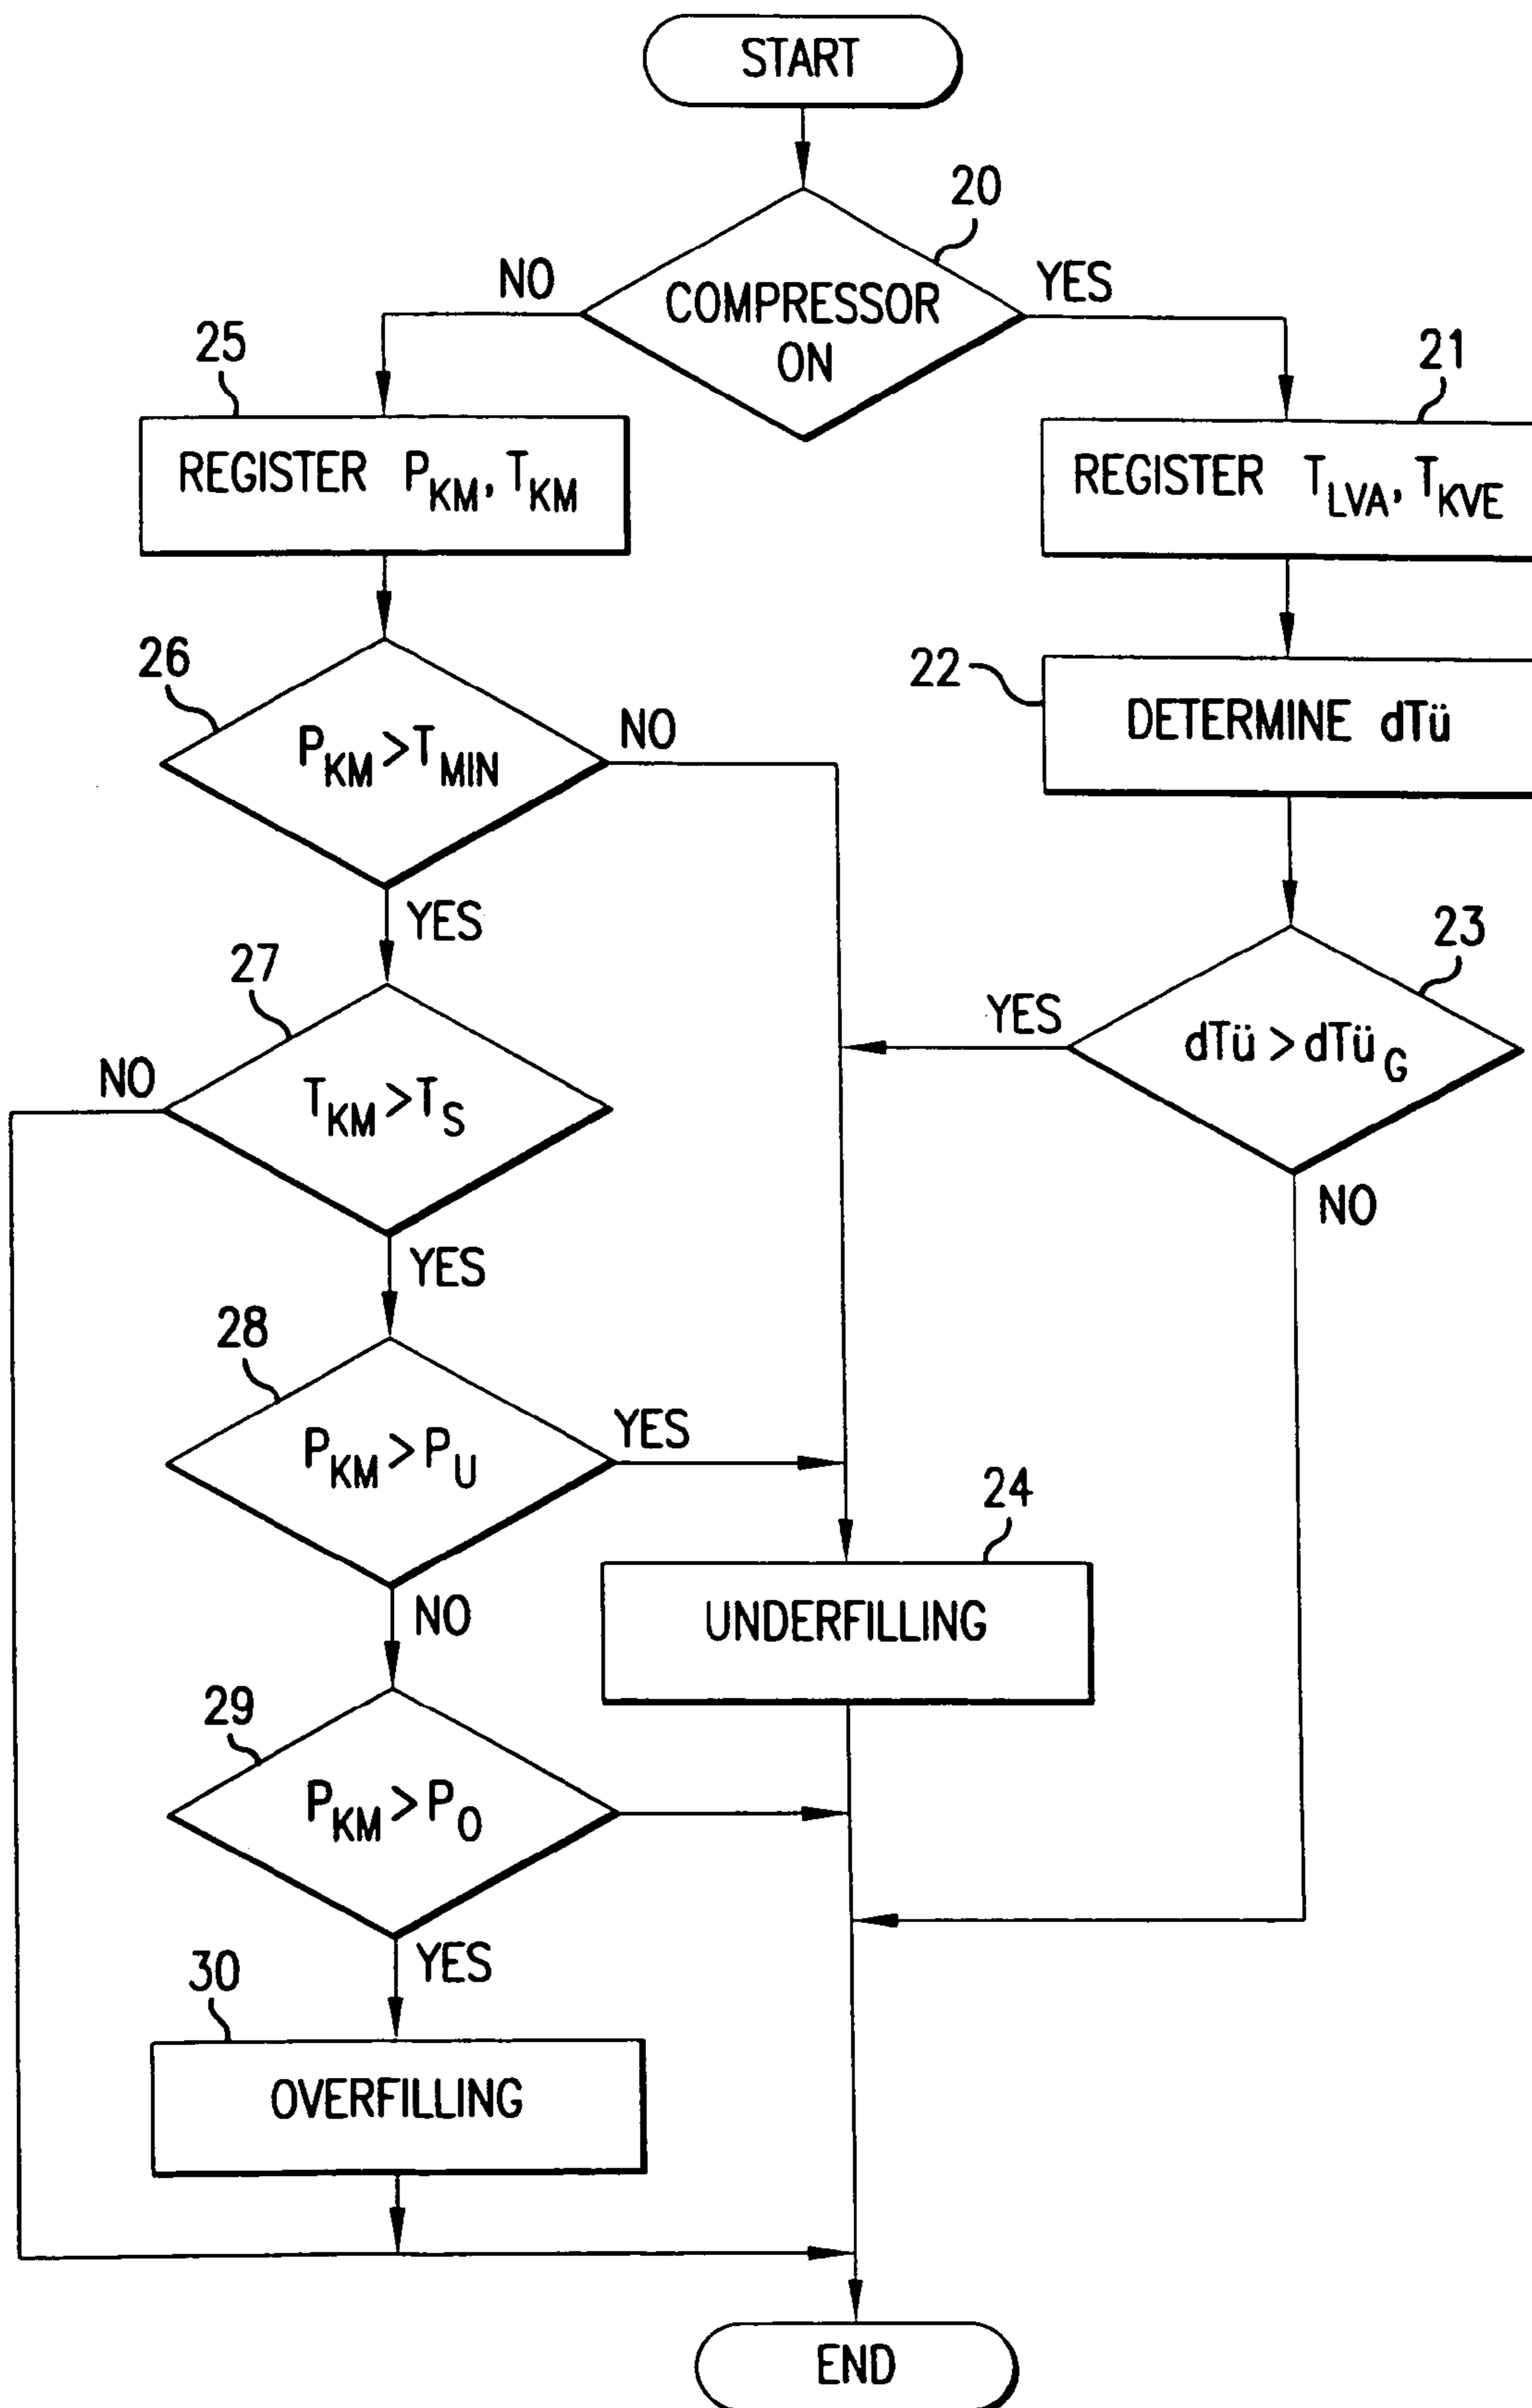 START
20
COMPRESSOR
ON
NO
YES
25
REGISTER P_KM, T_KM
21
REGISTER T_LVA, T_KVE
26
P_KM > T_MIN
NO
YES
22
DETERMINE dTü
23
dTü > dTü_G
YES
NO
27
T_KM > T_S
NO
YES
28
P_KM > P_U
YES
NO
24
UNDERFILLING
29
P_KM > P_O
YES
30
OVERFILLING
END